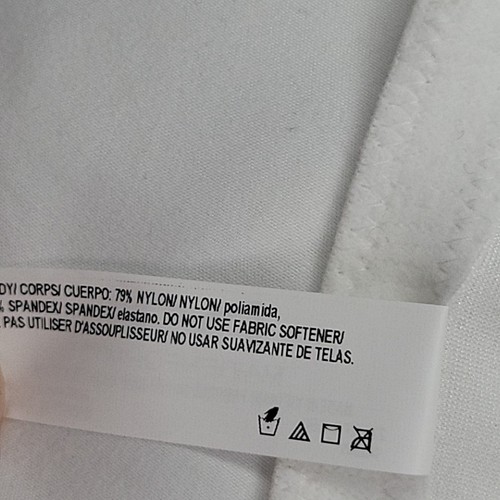 DY/ CORPS/ CUERPO: 79% NYLON/ NYLON/ poliamida,
% SPANDEX/ SPANDEX/ elastano. DO NOT USE FABRIC SOFTENER/
PAS UTILISER D'ASSOUPLISSEUR/ NO USAR SUAVIZANTE DE TELAS.